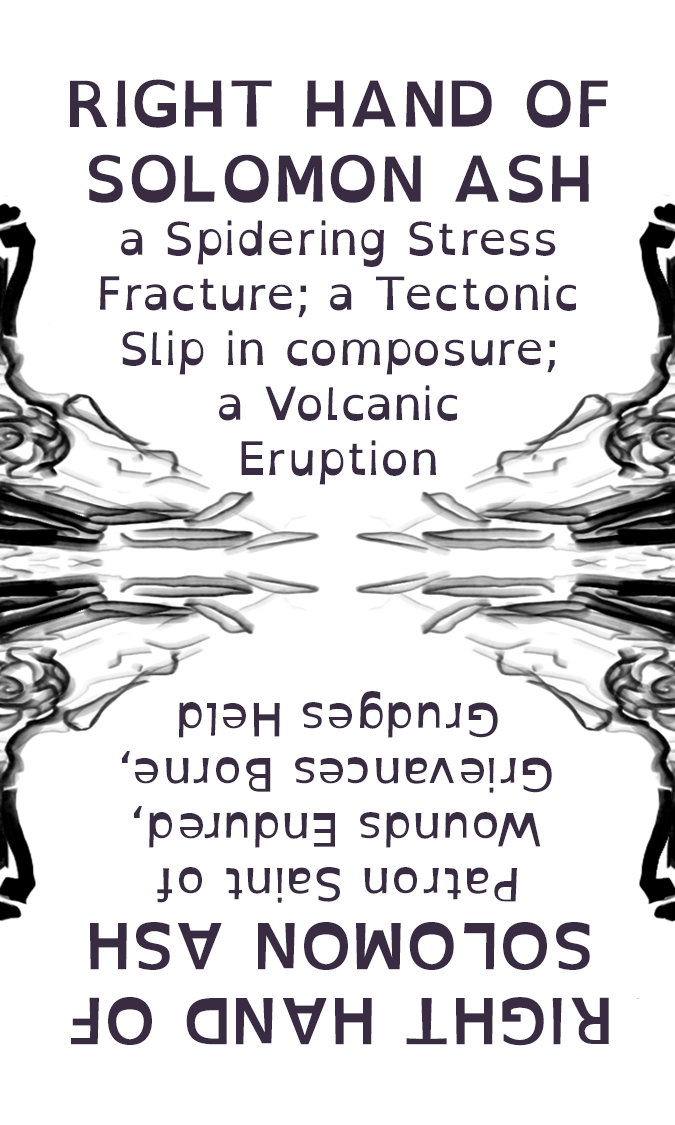 RIGHT HAND OF
SOLOMON ASH
a Spidering Stress
Fracture; a Tectonic
Slip in composure;
a Volcanic
Eruption
RIGHT HAND OF
SOLOMON ASH
Patron Saint of
Wounds Endured,
Grievances Borne,
Grudges Held